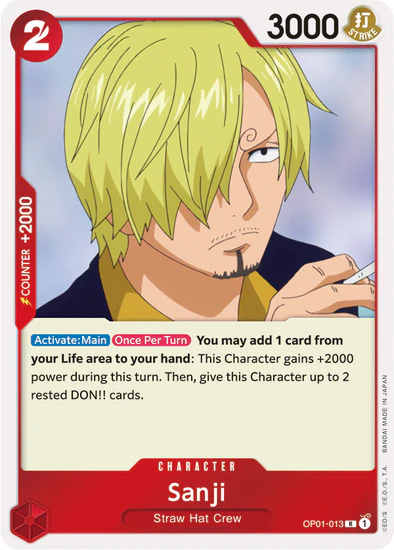 2
3000
打
STRIKE
COUNTER +2000
Activate:Main Once Per Turn You may add 1 card from
your Life area to your hand: This Character gains +2000
power during this turn. Then, give this Character up to 2
rested DON!! cards.
CHARACTER
Sanji
Straw Hat Crew
OP01-013 R 1
©E.O/S ©E.O./S., T.A. BANDAI MADE IN JAPAN